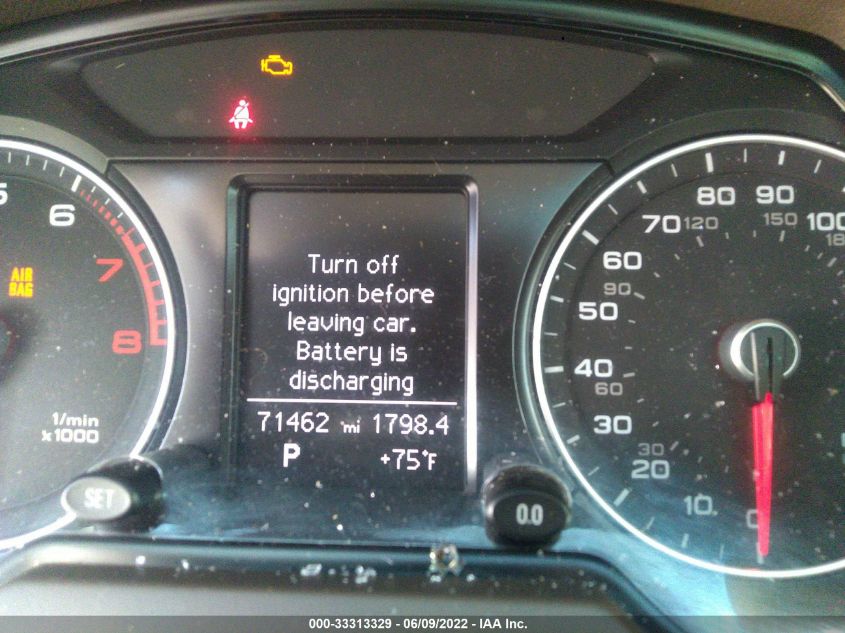 5
6
7
8
AIR
BAG
1/min
x1000
SET
Turn off
ignition before
leaving car.
Battery is
discharging
71462 mi 1798.4
P +75°F
0.0
0
10
20
30
30
40
60
50
90
60
70
120
80
90
150
100
000-33313329 - 06/09/2022 - IAA Inc.